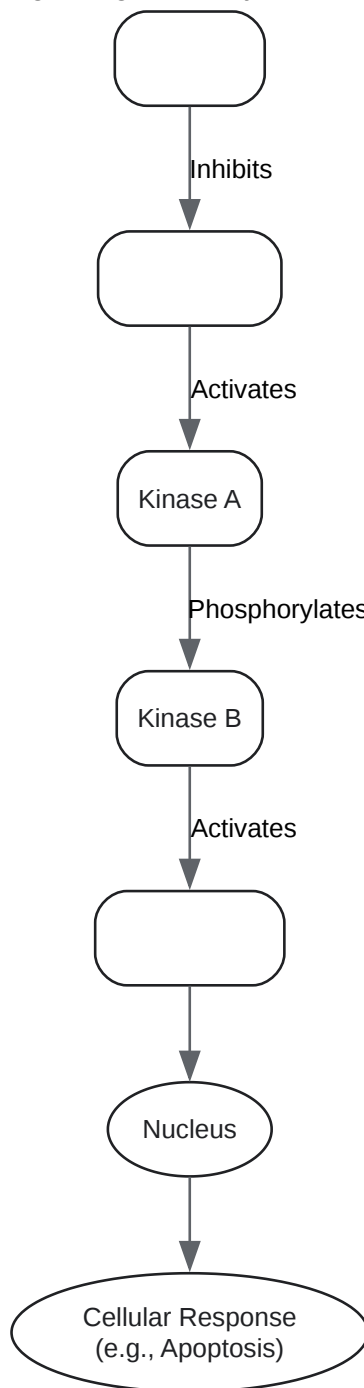 Inhibits
Activates
Kinase A
Phosphorylates
Kinase B
Activates
Nucleus
Cellular Response
(e.g., Apoptosis)